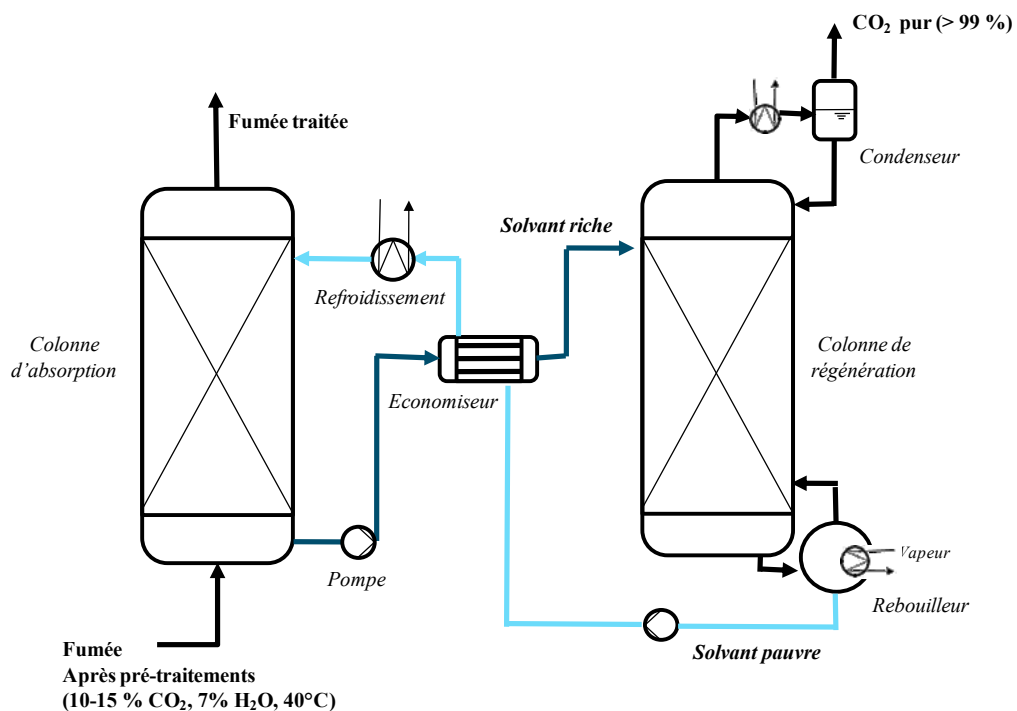 CO₂ pur (> 99 %)
Fumée traitée
Condenseur
Solvant riche
Refroidissement
Colonne
d’absorption
Colonne de
régénération
Economiseur
Vapeur
Pompe
Rebouilleur
Solvant pauvre
Fumée
Après pré-traitements
(10-15 % CO₂, 7% H₂O, 40°C)